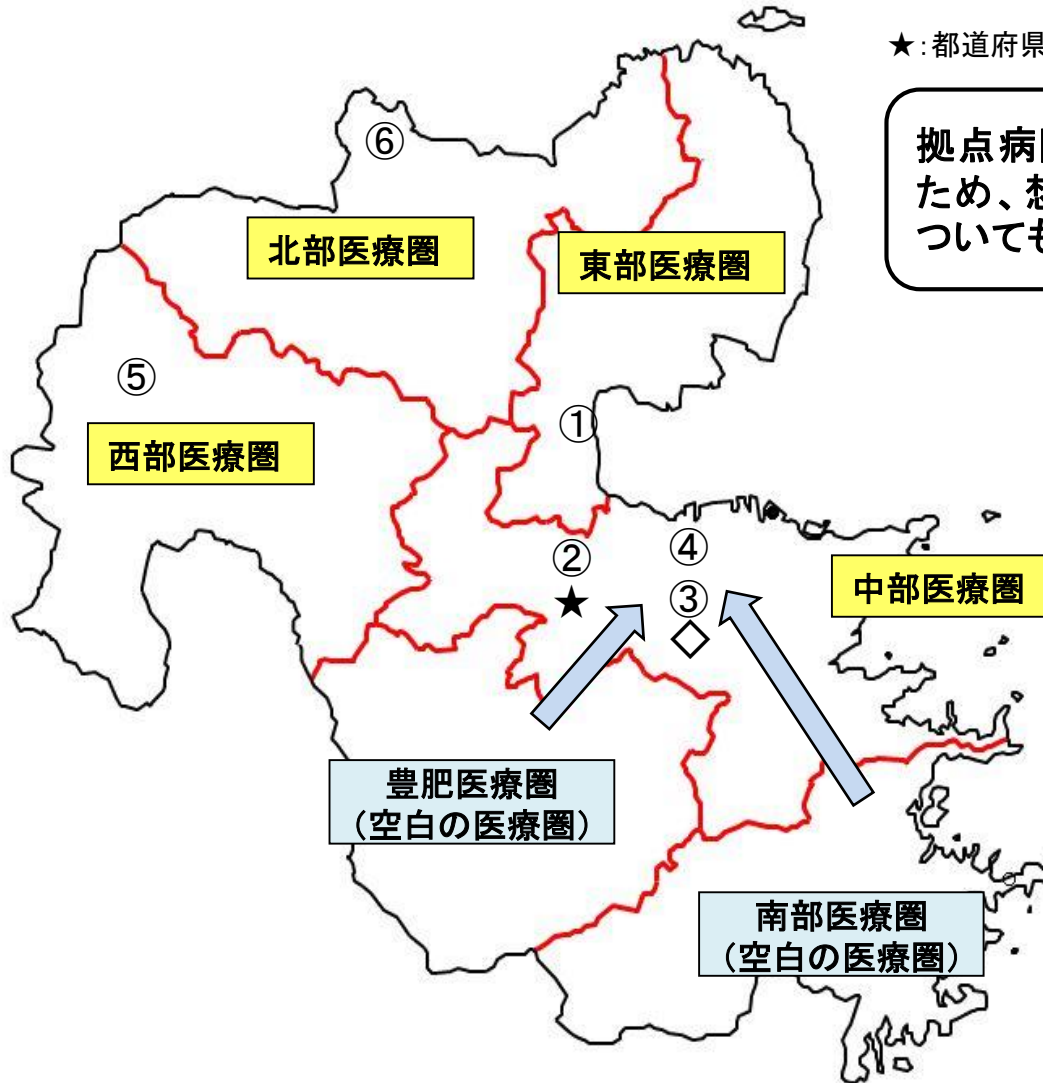 ★:都道府県
拠点病
ため、想
ついても
⑥
北部医療圏
東部医療圏
⑤
①
西部医療圏
②
④
★
③
◇
中部医療圏
豊肥医療圏
(空白の医療圏)
南部医療圏
(空白の医療圏)